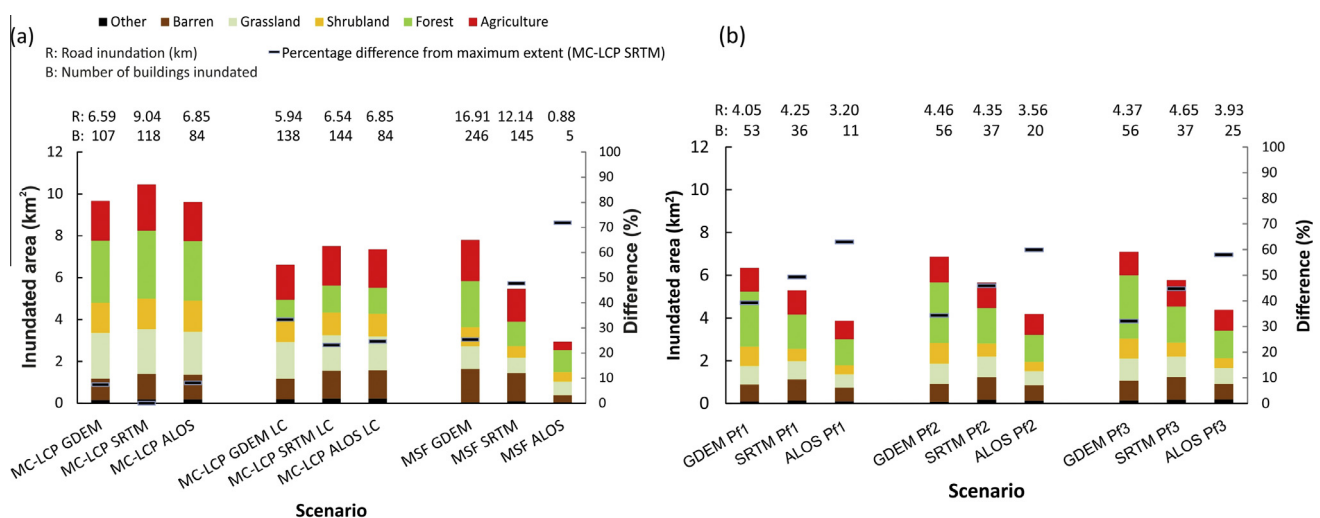 Other Barren Grassland Shrubland Forest Agriculture
(a)
R: Road inundation (km) Percentage difference from maximum extent (MC-LCP SRTM)
B: Number of buildings inundated
R: 6.59 9.04 6.85 5.94 6.54 6.85 16.91 12.14 0.88
B: 107 118 84 138 144 84 246 145 5
12
10
8
6
4
2
0
Inundated area (km²)
100
90
80
70
60
50
40
30
20
10
0
Difference (%)
MC-LCP GDEM
MC-LCP SRTM
MC-LCP ALOS
MC-LCP GDEM LC
MC-LCP SRTM LC
MC-LCP ALOS LC
MSF GDEM
MSF SRTM
MSF ALOS
Scenario
(b)
R: 4.05 4.25 3.20 4.46 4.35 3.56 4.37 4.65 3.93
B: 53 36 11 56 37 20 56 37 25
12
10
8
6
4
2
0
Inundated area (km²)
100
90
80
70
60
50
40
30
20
10
0
Difference (%)
GDEM Pf1
SRTM Pf1
ALOS Pf1
GDEM Pf2
SRTM Pf2
ALOS Pf2
GDEM Pf3
SRTM Pf3
ALOS Pf3
Scenario